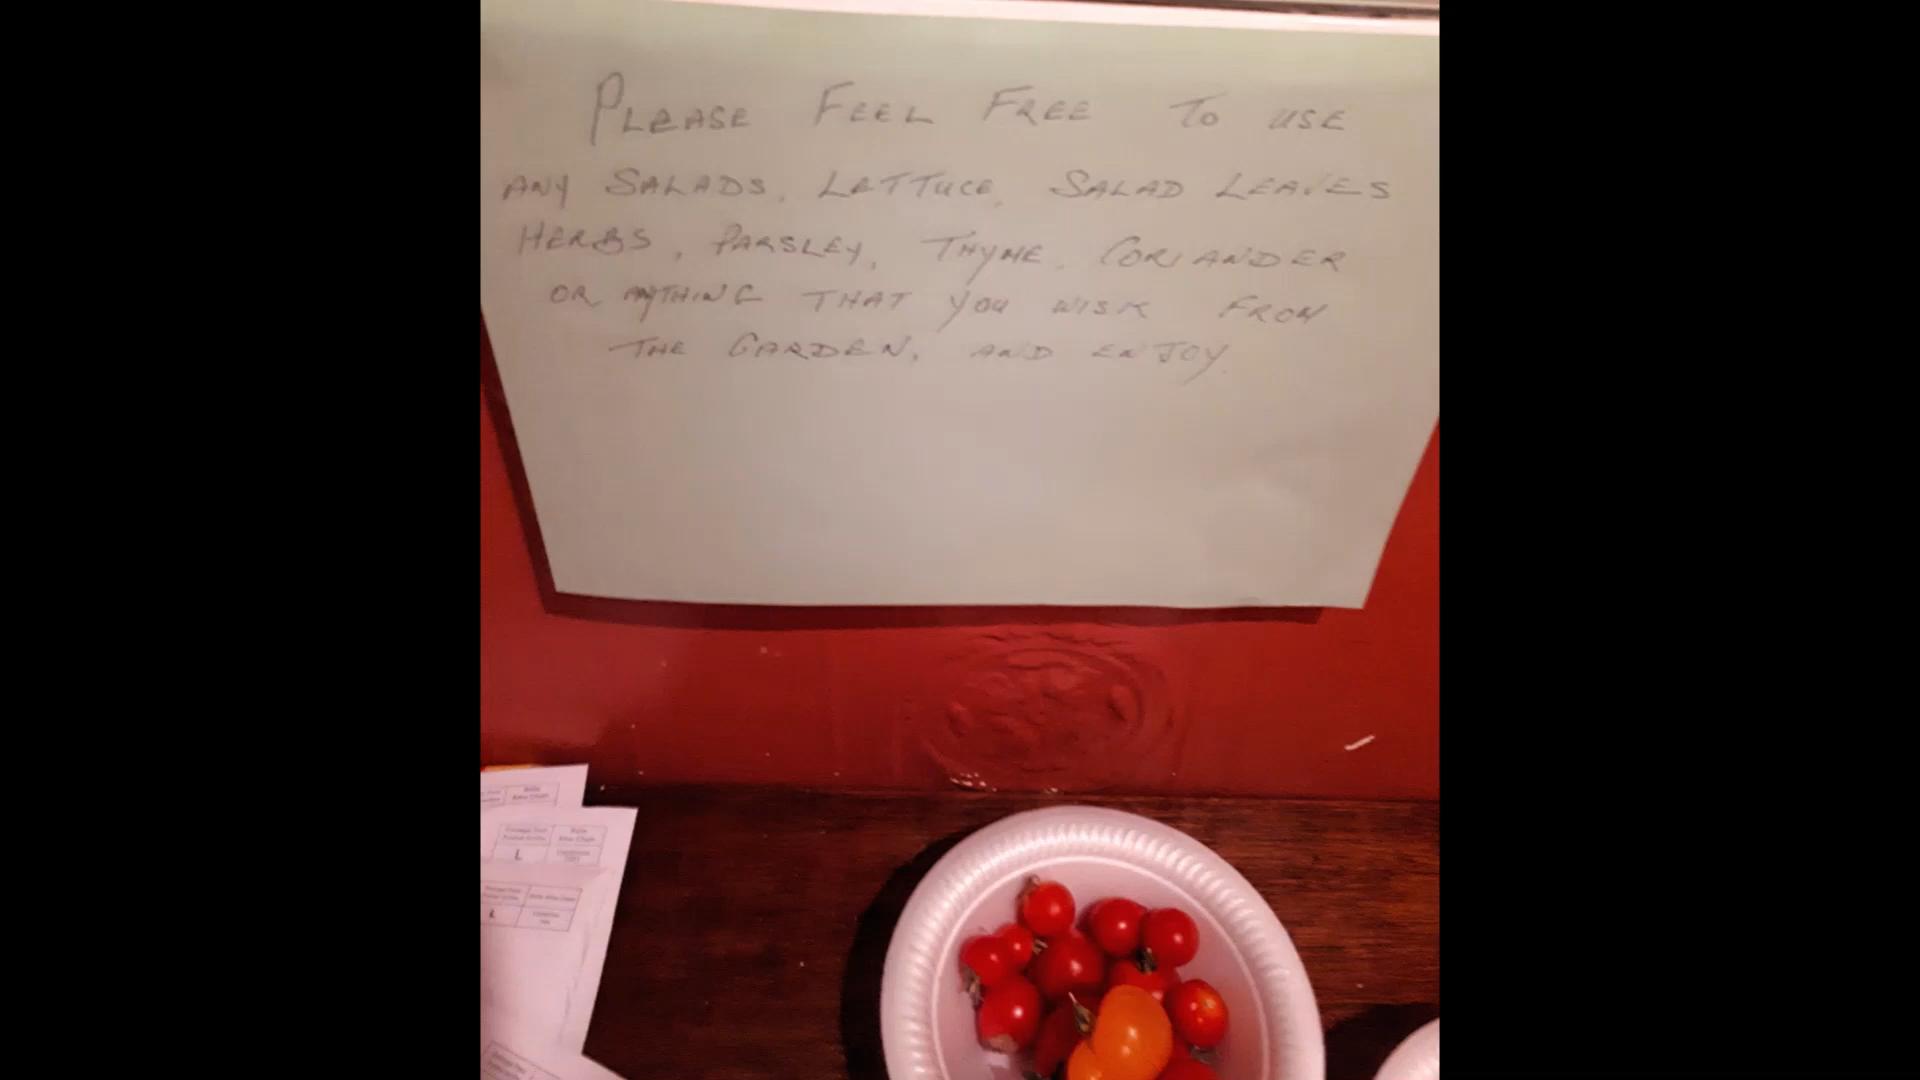 PLEASE FEEL FREE TO USE
ANY SALADS, LETTUCE, SALAD LEAVES
HERBS, PARSLEY, THYME, CORIANDER
OR ANYTHING THAT YOU WISH FROM
THE GARDEN, AND ENJOY.
L
L